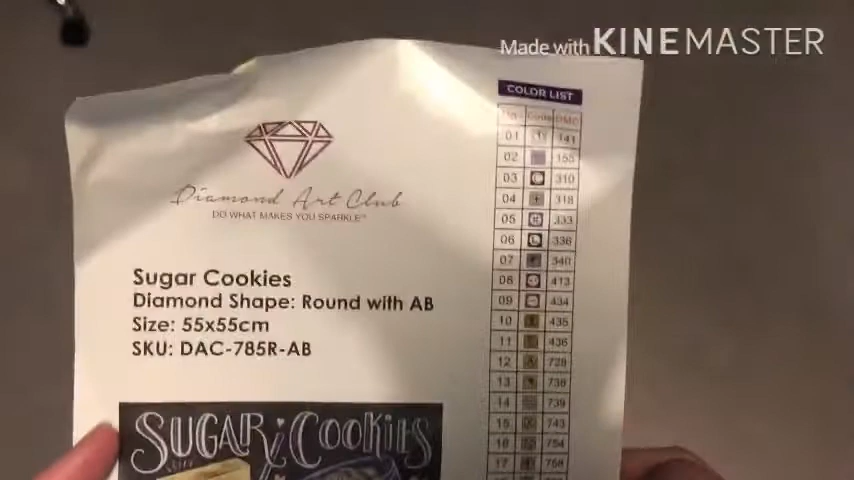 Made with KINEMASTER
COLOR LIST
Diamond Art Club
DO WHAT MAKES YOU SPARKLE™
Sugar Cookies
Diamond Shape: Round with AB
Size: 55x55cm
SKU: DAC-785R-AB
SUGAR COOKIES
01 141
02 155
03 310
04 318
05 333
06 336
07 340
08 413
09 434
10 435
11 436
12 728
13 738
14 739
15 743
16 754
17 758